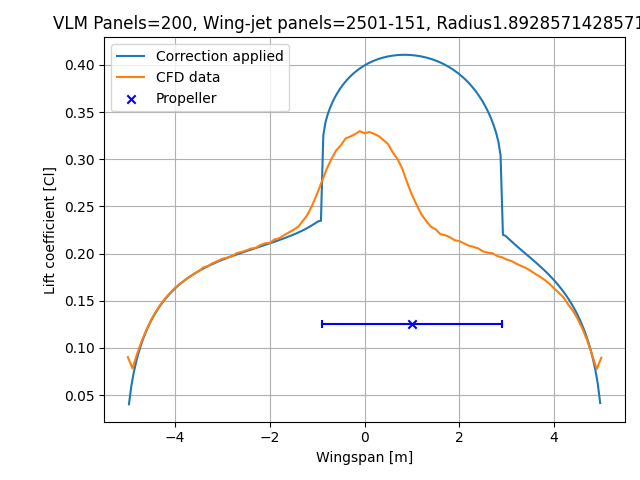 VLM Panels=200, Wing-jet panels=2501-151, Radius1.8928571428571
Correction applied
CFD data
Propeller
Lift coefficient [Cl]
0.40
0.35
0.30
0.25
0.20
0.15
0.10
0.05
−4
−2
0
2
4
Wingspan [m]